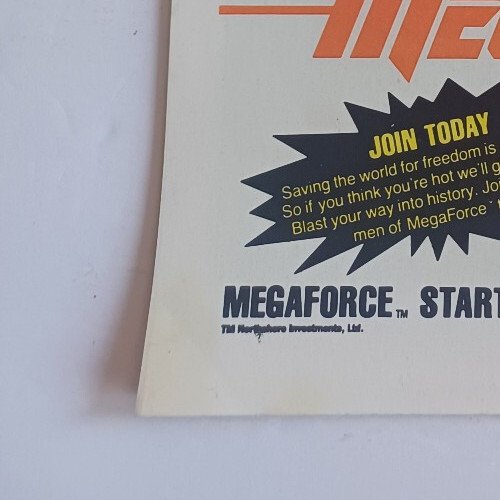 MEG
JOIN TODAY
Saving the world for freedom is
So if you think you're hot we'll g
Blast your way into history. Jo
men of MegaForce
MEGAFORCE™ START
TM Northshore Investments, Ltd.